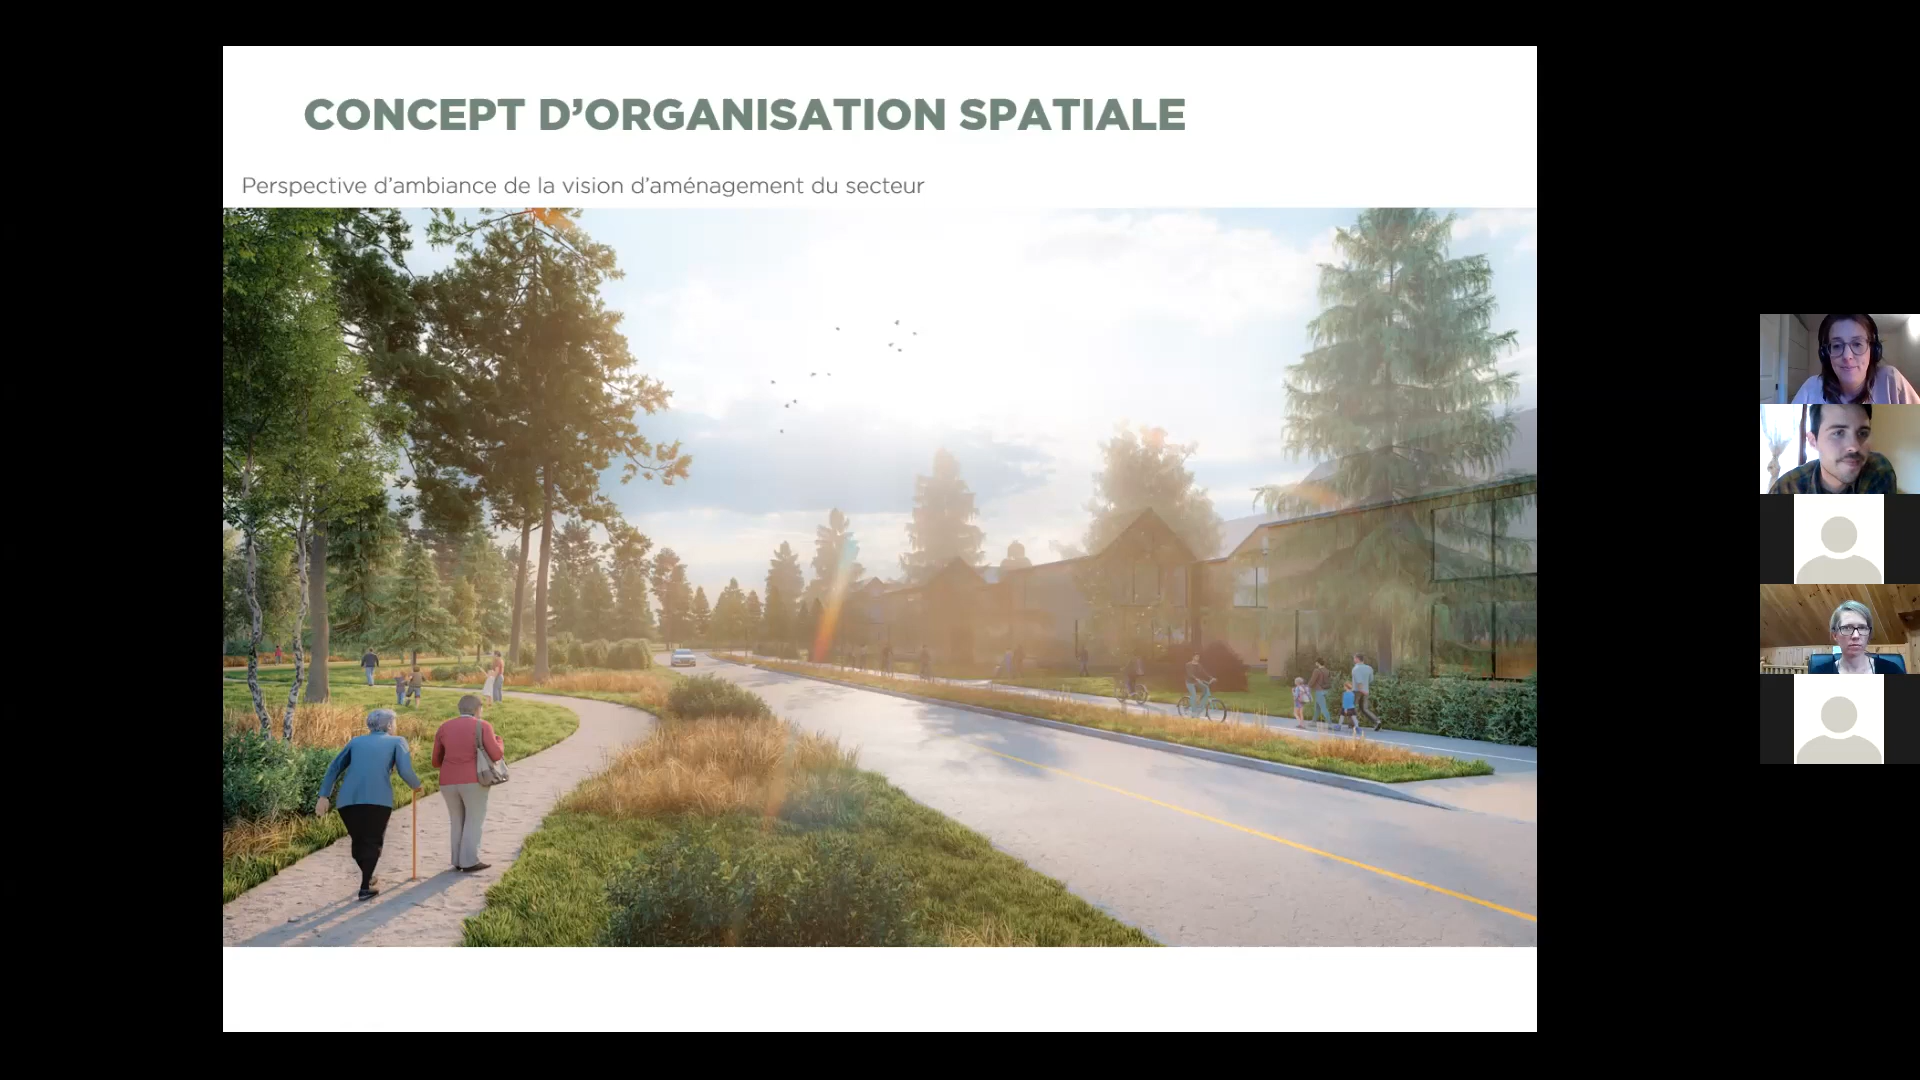 CONCEPT D'ORGANISATION SPATIALE
Perspective d'ambiance de la vision d'aménagement du secteur